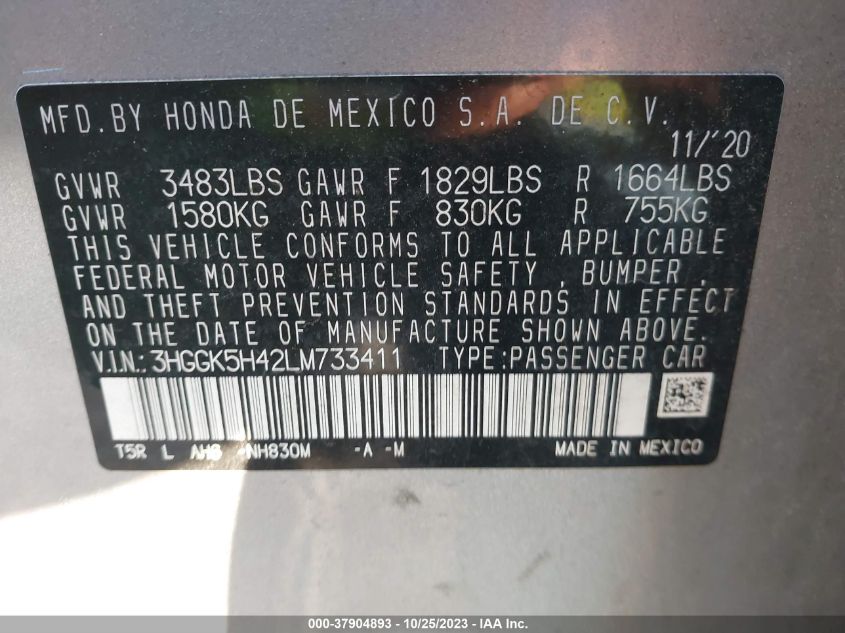 MFD.BY HONDA DE MEXICO S.A. DE C.V.
11/'20
GVWR 3483LBS GAWR F 1829LBS R 1664LBS
GVWR 1580KG GAWR F 830KG R 755KG
THIS VEHICLE CONFORMS TO ALL APPLICABLE
FEDERAL MOTOR VEHICLE SAFETY , BUMPER ,
AND THEFT PREVENTION STANDARDS IN EFFECT
ON THE DATE OF MANUFACTURE SHOWN ABOVE.
V.I.N.: 3HGGK5H42LM733411 TYPE:PASSENGER CAR
T5R L -NH830M -A -M MADE IN MEXICO
000-37904893 - 10/25/2023 - IAA Inc.